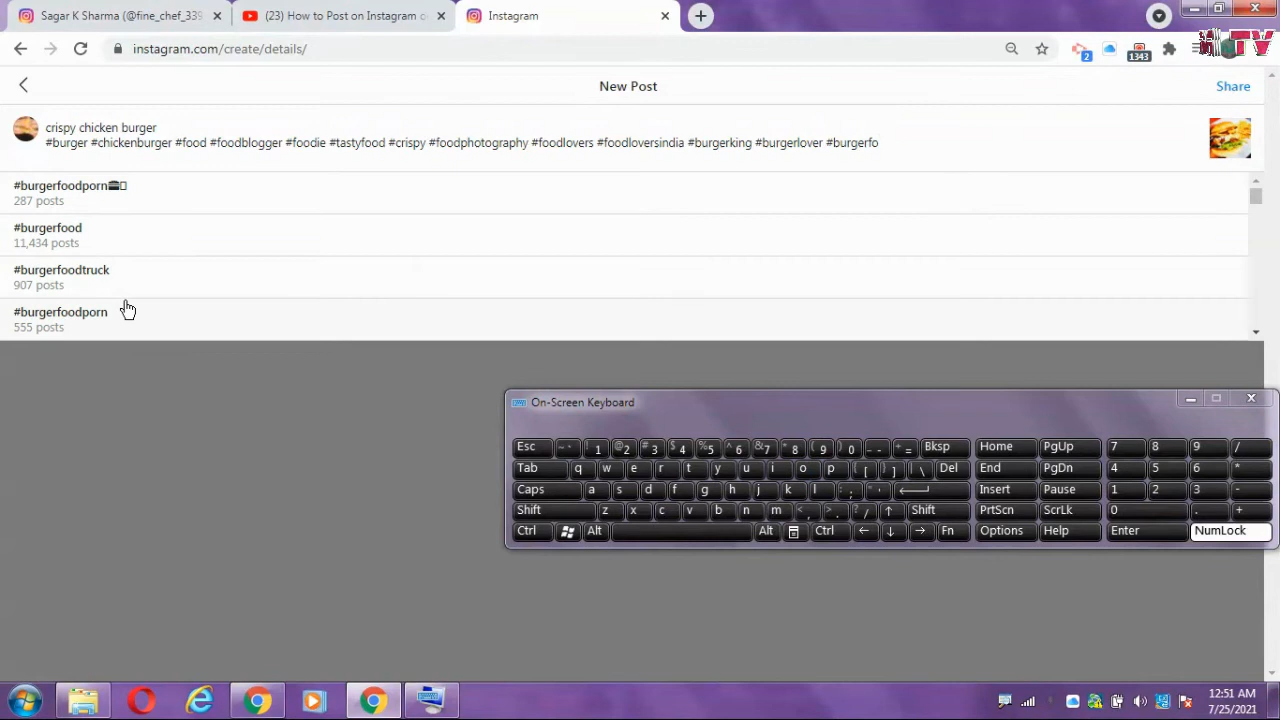 Sagar K Sharma (@fine_chef_339
(23) How to Post on Instagram o
Instagram
instagram.com/create/details/
2
1343
TV
New Post
Share
crispy chicken burger
#burger #chickenburger #food #foodblogger #foodie #tastyfood #crispy #foodphotography #foodlovers #foodloversindia #burgerking #burgerlover #burgerfo
#burgerfoodporn
287 posts
#burgerfood
11,434 posts
#burgerfoodtruck
907 posts
#burgerfoodporn
555 posts
On-Screen Keyboard
Esc ~ ` ! 1 @ 2 # 3 $ 4 % 5 ^ 6 & 7 * 8 ( 9 ) 0 _ - + = Bksp Home PgUp 7 8 9 /
Tab q w e r t y u i o p { [ } ] | \ Del End PgDn 4 5 6 *
Caps a s d f g h j k l : ; " ' Insert Pause 1 2 3 -
Shift z x c v b n m < , > . ? / ↑ Shift PrtScn ScrLk 0 . +
Ctrl Alt Alt Ctrl ← ↓ → Fn Options Help Enter NumLock
12:51 AM
7/25/2021